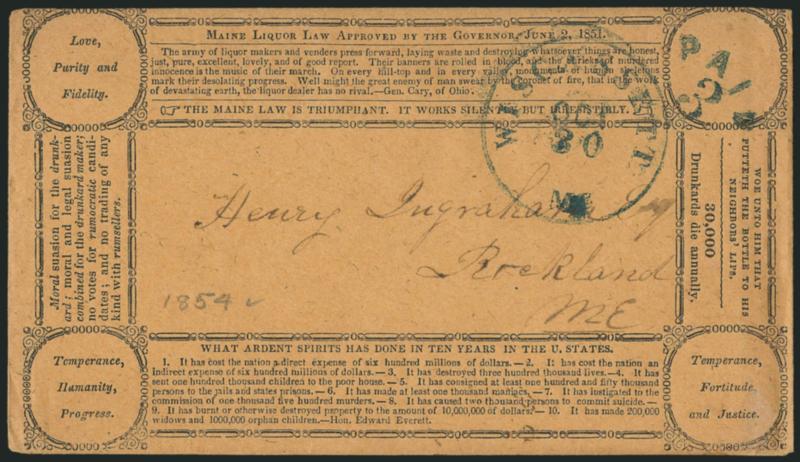 Love,
Purity and
Fidelity.
MAINE LIQUOR LAW APPROVED BY THE GOVERNOR, JUNE 2, 1851.
The army of liquor makers and venders press forward, laying waste and destroying whatsoever things are honest,
just, pure, excellent, lovely, and of good report. Their banners are rolled in blood, and the shrieks of murdered
innocence is the music of their march. On every hill-top and in every valley, monuments of human skeletons
mark their desolating progress. Well might the great enemy of man swear by his coronet of fire, that in the work
of devastating earth, the liquor dealer has no rival.—Gen. Cary, of Ohio.
☞ THE MAINE LAW IS TRIUMPHANT. IT WORKS SILENTLY, BUT IRRESISTIBLY.
WISCASSETT
20
ME
PAID
3
Moral suasion for the drunk-
ard; moral and legal suasion
combined for the drunkard maker;
no votes for rumocratic candi-
dates; and no trading of any
kind with rumsellers.
WOE UNTO HIM THAT
PUTTETH THE BOTTLE TO HIS
NEIGHBORS' LIPS.
30,000
Drunkards die annually.
Henry Ingraham Esq
Rockland
ME
1854
Temperance,
Humanity,
Progress.
WHAT ARDENT SPIRITS HAS DONE IN TEN YEARS IN THE U. STATES.
1. It has cost the nation a direct expense of six hundred millions of dollars.—2. It has cost the nation an
indirect expense of six hundred millions of dollars.—3. It has destroyed three hundred thousand lives.—4. It has
sent one hundred thousand children to the poor house.—5. It has consigned at least one hundred and fifty thousand
persons to the jails and states prisons.—6. It has made at least one thousand maniacs.—7. It has instigated to the
commission of one thousand five hundred murders.—8. It has caused two thousand persons to commit suicide.—
9. It has burnt or otherwise destroyed property to the amount of 10,000,000 of dollars.—10. It has made 200,000
widows and 1000,000 orphan children.—Hon. Edward Everett.
Temperance,
Fortitude,
and Justice.